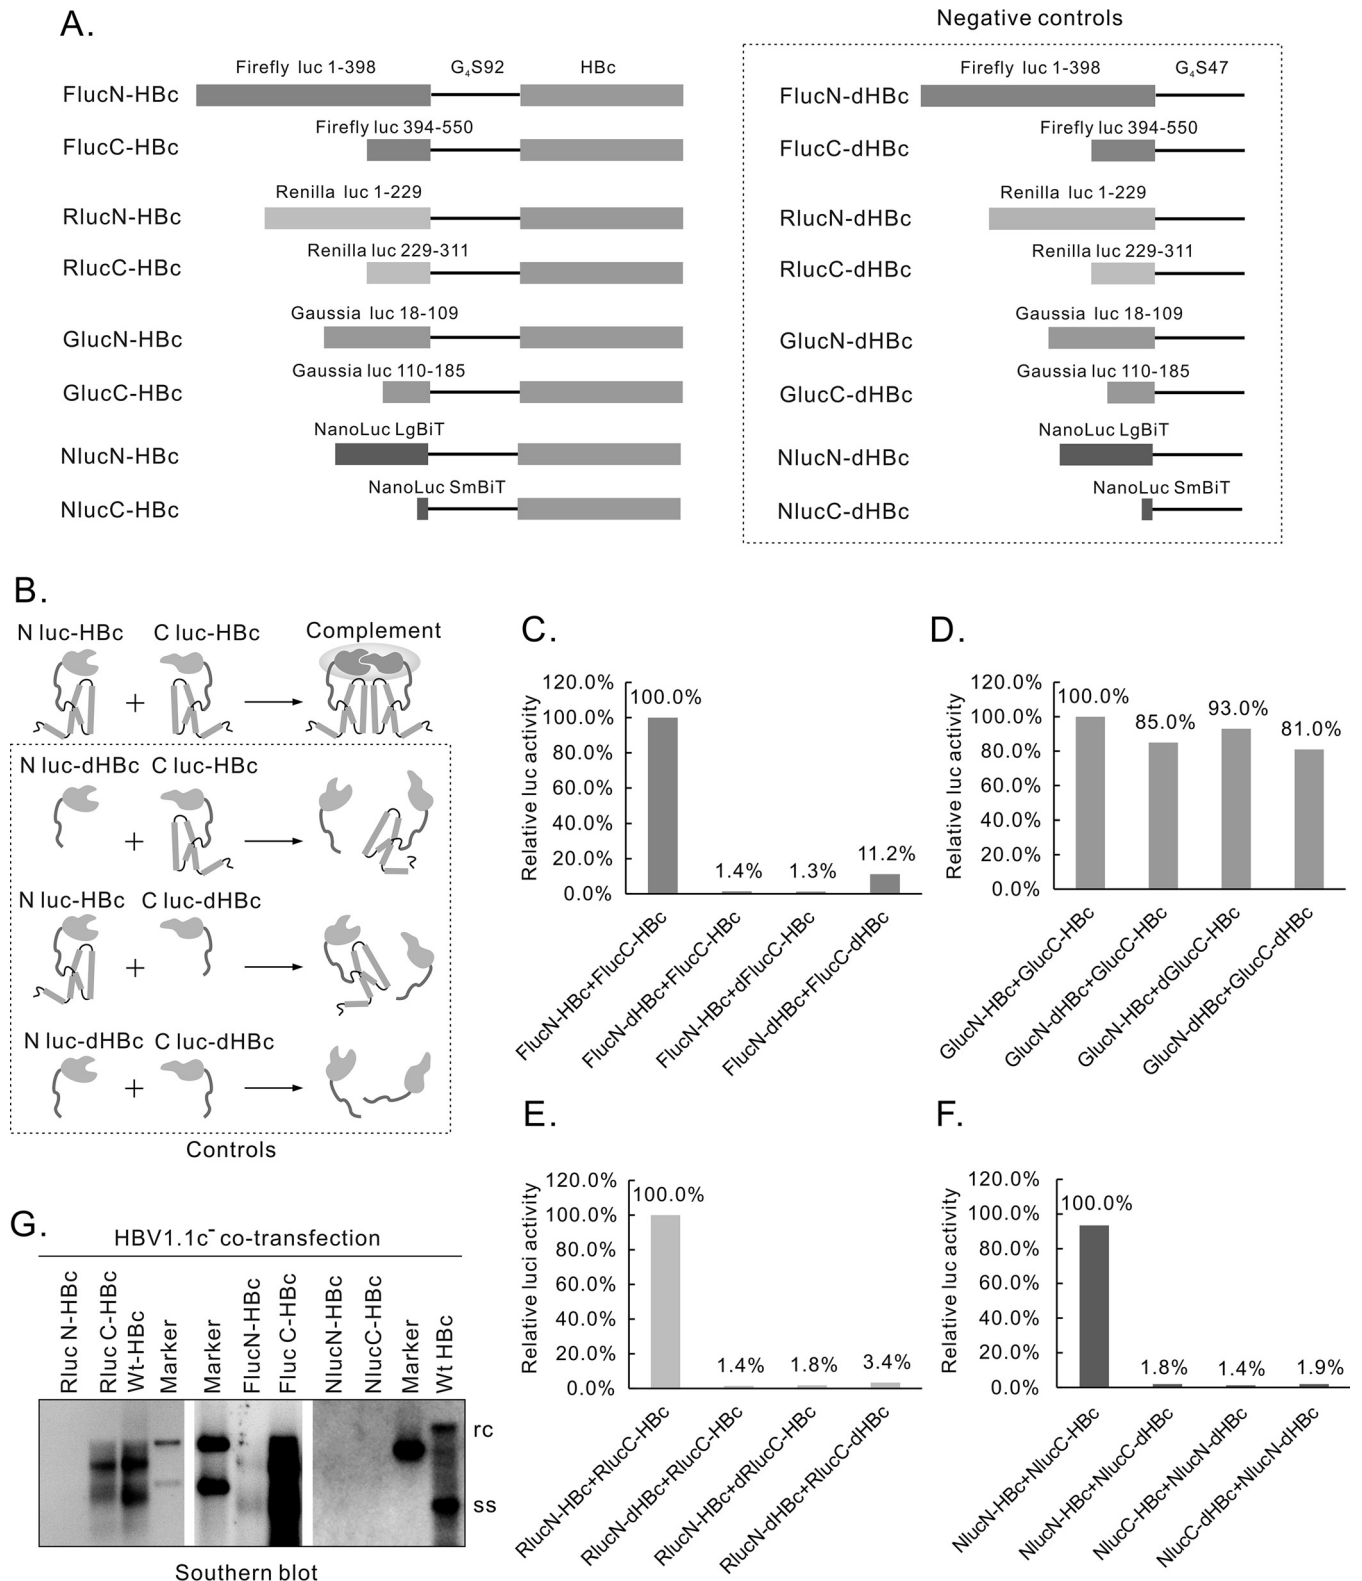 A.
Negative controls
Firefly luc 1-398 G4S92 HBc
FlucN-HBc
Firefly luc 394-550
FlucC-HBc
Renilla luc 1-229
RlucN-HBc
Renilla luc 229-311
RlucC-HBc
Gaussia luc 18-109
GlucN-HBc
Gaussia luc 110-185
GlucC-HBc
NanoLuc LgBiT
NlucN-HBc
NanoLuc SmBiT
NlucC-HBc
Firefly luc 1-398 G4S47
FlucN-dHBc
Firefly luc 394-550
FlucC-dHBc
Renilla luc 1-229
RlucN-dHBc
Renilla luc 229-311
RlucC-dHBc
Gaussia luc 18-109
GlucN-dHBc
Gaussia luc 110-185
GlucC-dHBc
NanoLuc LgBiT
NlucN-dHBc
NanoLuc SmBiT
NlucC-dHBc
B.
N luc-HBc C luc-HBc Complement
+
N luc-dHBc C luc-HBc
+
N luc-HBc C luc-dHBc
+
N luc-dHBc C luc-dHBc
+
Controls
C.
Relative luc activity
120.0%
100.0%
80.0%
60.0%
40.0%
20.0%
0.0%
100.0%
1.4%
1.3%
11.2%
FlucN-HBc+FlucC-HBc
FlucN-dHBc+FlucC-HBc
FlucN-HBc+dFlucC-HBc
FlucN-dHBc+FlucC-dHBc
D.
Relative luc activity
120.0%
100.0%
80.0%
60.0%
40.0%
20.0%
0.0%
100.0%
85.0%
93.0%
81.0%
GlucN-HBc+GlucC-HBc
GlucN-dHBc+GlucC-HBc
GlucN-HBc+dGlucC-HBc
GlucN-dHBc+GlucC-dHBc
E.
Relative luci activity
120.0%
100.0%
80.0%
60.0%
40.0%
20.0%
0.0%
100.0%
1.4%
1.8%
3.4%
RlucN-HBc+RlucC-HBc
RlucN-dHBc+RlucC-HBc
RlucN-HBc+dRlucC-HBc
RlucN-dHBc+RlucC-dHBc
F.
Relative luc activity
120.0%
100.0%
80.0%
60.0%
40.0%
20.0%
0.0%
100.0%
1.8%
1.4%
1.9%
NlucN-HBc+NlucC-HBc
NlucN-HBc+NlucC-dHBc
NlucC-HBc+NlucN-dHBc
NlucC-dHBc+NlucN-dHBc
G.
HBV1.1c- co-transfection
Rluc N-HBc
Rluc C-HBc
Wt-HBc
Marker
Marker
FlucN-HBc
Fluc C-HBc
NlucN-HBc
NlucC-HBc
Marker
Wt HBc
rc
ss
Southern blot